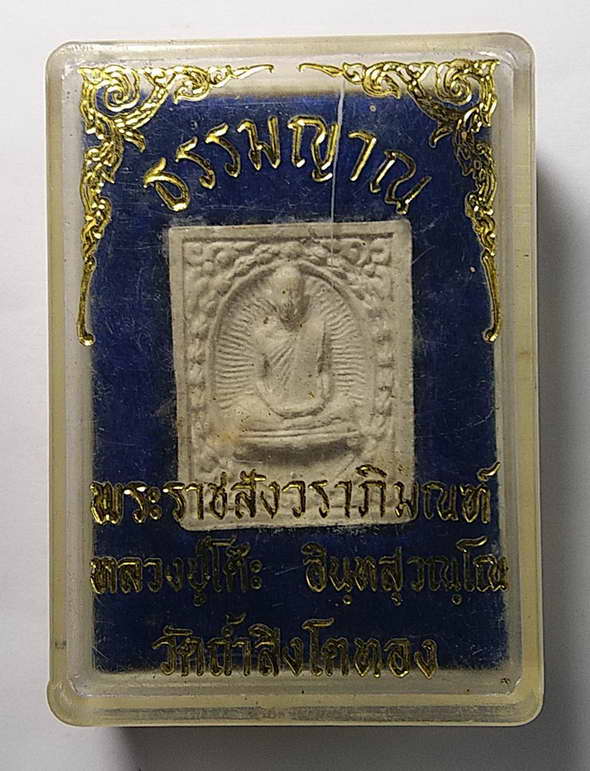 ธรรมญาณ
พระราชสังวราภิมณฑ์
หลวงปู่โต๊ะ อินฺทสุวณฺโณ
วัดถ้ำสิงโตทอง